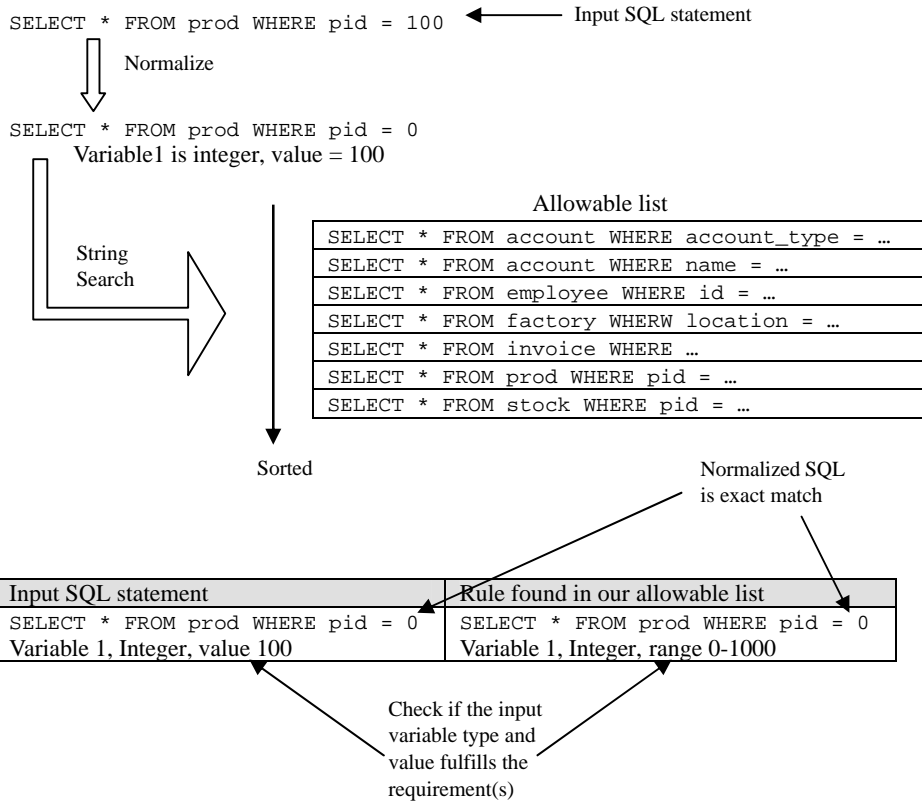 SELECT * FROM prod WHERE pid = 100
Input SQL statement
Normalize
SELECT * FROM prod WHERE pid = 0
Variable1 is integer, value = 100
Allowable list
String
Search
SELECT * FROM account WHERE account_type = …
SELECT * FROM account WHERE name = …
SELECT * FROM employee WHERE id = …
SELECT * FROM factory WHERW location = …
SELECT * FROM invoice WHERE …
SELECT * FROM prod WHERE pid = …
SELECT * FROM stock WHERE pid = …
Sorted
Normalized SQL
is exact match
Input SQL statement
Rule found in our allowable list
SELECT * FROM prod WHERE pid = 0
SELECT * FROM prod WHERE pid = 0
Variable 1, Integer, value 100
Variable 1, Integer, range 0-1000
Check if the input
variable type and
value fulfills the
requirement(s)